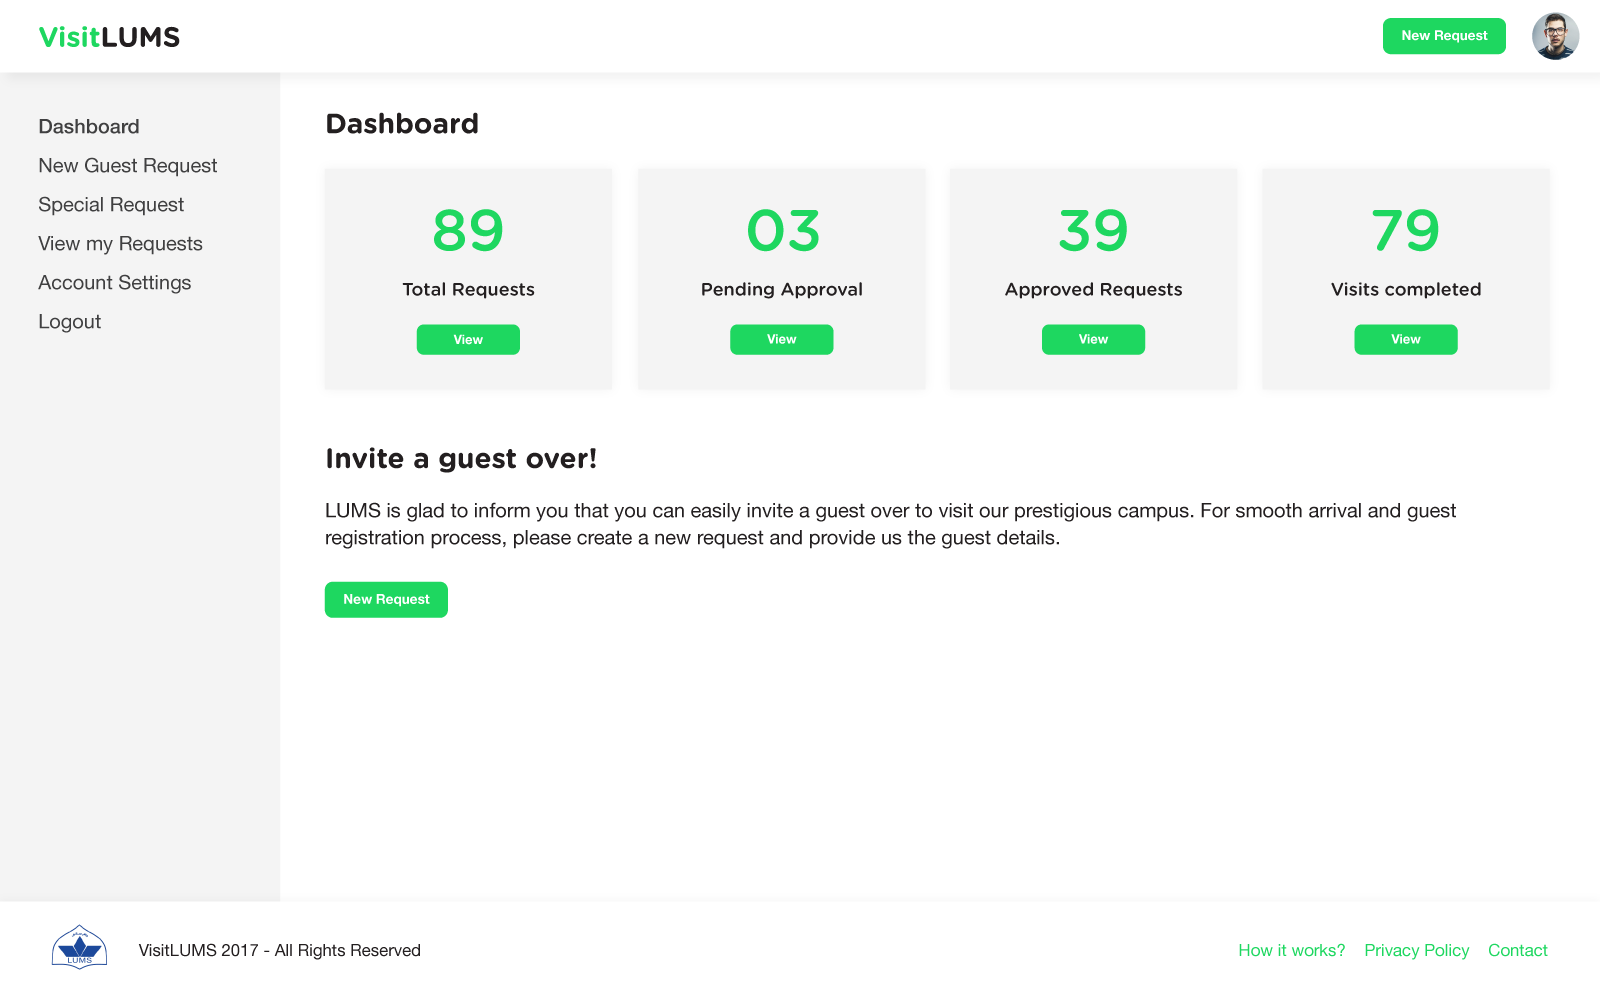 VisitLUMS
New Request
Dashboard
New Guest Request
Special Request
View my Requests
Account Settings
Logout
Dashboard
89
Total Requests
View
03
Pending Approval
View
39
Approved Requests
View
79
Visits completed
View
Invite a guest over!
LUMS is glad to inform you that you can easily invite a guest over to visit our prestigious campus. For smooth arrival and guest
registration process, please create a new request and provide us the guest details.
New Request
LUMS
VisitLUMS 2017 - All Rights Reserved
How it works? Privacy Policy Contact